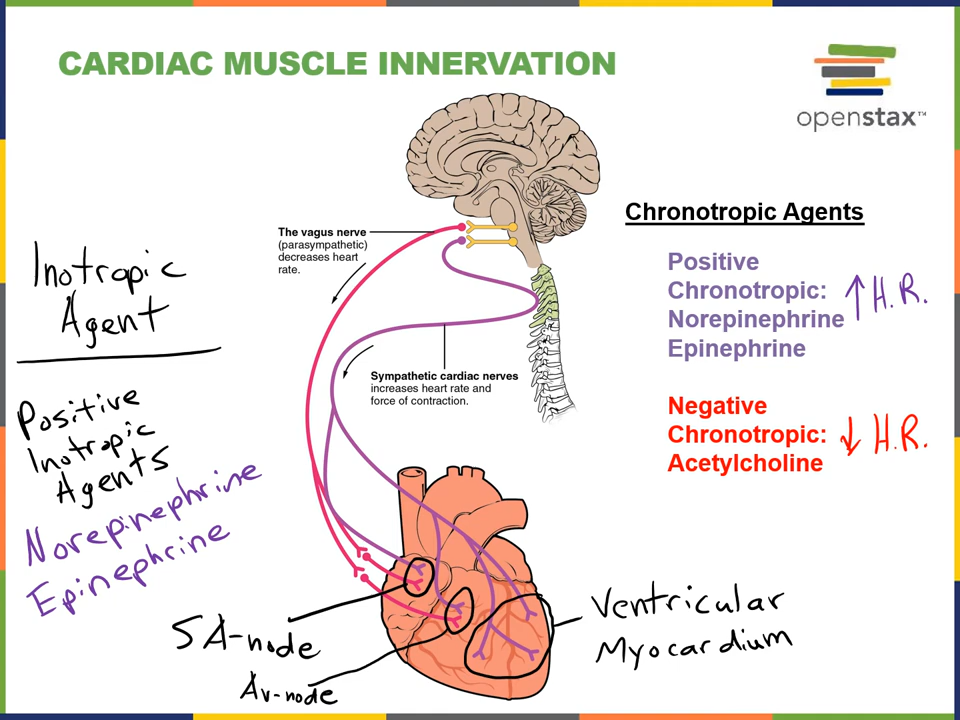 CARDIAC MUSCLE INNERVATION
openstax™
The vagus nerve
(parasympathetic)
decreases heart
rate.
Sympathetic cardiac nerves
increases heart rate and
force of contraction.
Chronotropic Agents
Positive
Chronotropic:
Norepinephrine
Epinephrine
↑ H.R.
Negative
Chronotropic:
Acetylcholine
↓ H.R.
Inotropic
Agent
Positive
Inotropic
Agents
Norepinephrine
Epinephrine
SA-node
Av-node
Ventricular
Myocardium